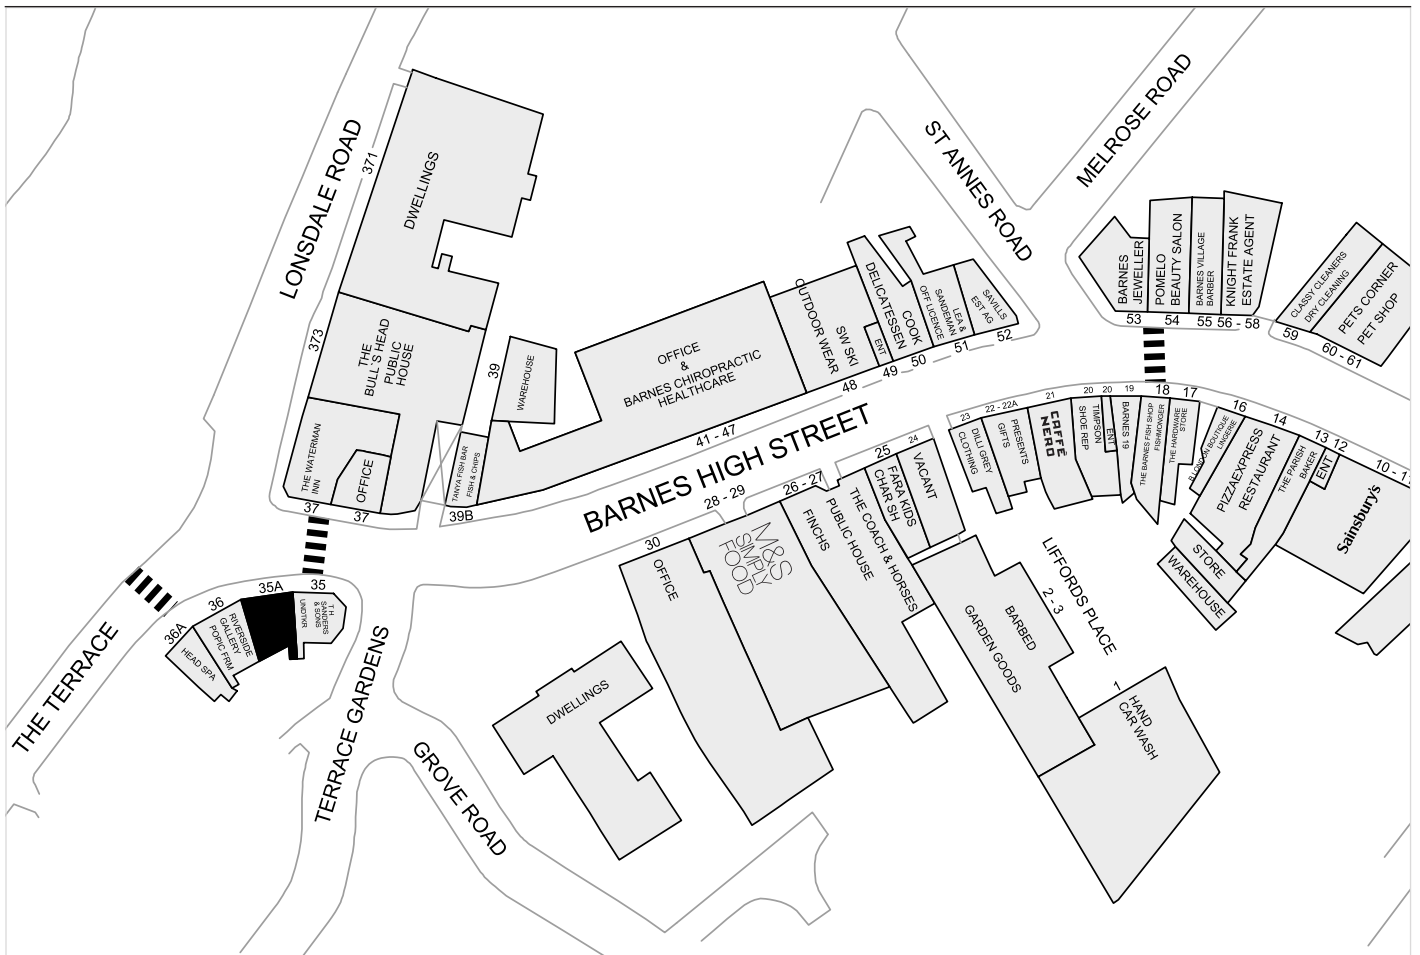 LONSDALE ROAD
371
373
DWELLINGS
THE
BULL'S HEAD
PUBLIC
HOUSE
THE WATERMAN
INN
OFFICE
37
37
39
WAREHOUSE
TANYA FISH BAR
FISH & CHIPS
39B
OFFICE
&
BARNES CHIROPRACTIC
HEALTHCARE
41 - 47
SW SKI
OUTDOOR WEAR
48
ENT
49
COOK
DELICATESSEN
50
LEA &
SANDEMAN
OFF LICENCE
51
SAVILLS
EST AG
52
ST ANNES ROAD
MELROSE ROAD
BARNES
JEWELLER
53
POMELO
BEAUTY SALON
54
BARNES VILLAGE
BARBER
55
KNIGHT FRANK
ESTATE AGENT
56 - 58
CLASSY CLEANERS
DRY CLEANING
59
PETS CORNER
PET SHOP
60 - 61
BARNES HIGH STREET
THE TERRACE
36A
HEAD SPA
36
RIVERSIDE
GALLERY
POPIC FRM
35A
35
T H
SANDERS
& SONS
UNDTKR
TERRACE GARDENS
GROVE ROAD
DWELLINGS
30
OFFICE
28 - 29
M&S
SIMPLY
FOOD
26 - 27
FINCHS
THE COACH & HORSES
PUBLIC HOUSE
25
FARA KIDS
CHAR SH
24
VACANT
23
DILLI GREY
CLOTHING
22 - 22A
PRESENTS
GIFTS
21
CAFFÈ
NERO
20
TIMPSON
SHOE REP
20
ENT
19
BARNES 19
18
THE BARNES FISH SHOP
FISHMONGER
17
THE HARDWARE
STORE
16
B LONDON BOUTIQUE
LINGERIE
14
PIZZAEXPRESS
RESTAURANT
13
THE PARISH
BAKER
12
ENT
10 - 1
Sainsbury's
STORE
WAREHOUSE
LIFFORDS PLACE
2 - 3
BARBED
GARDEN GOODS
1
HAND
CAR WASH